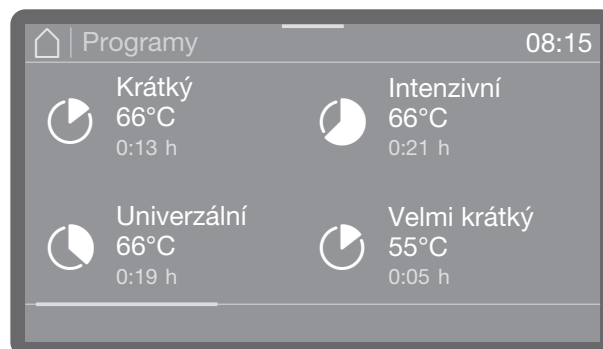 Programy 08:15
Krátký
66°C
0:13 h
Intenzivní
66°C
0:21 h
Univerzální
66°C
0:19 h
Velmi krátký
55°C
0:05 h